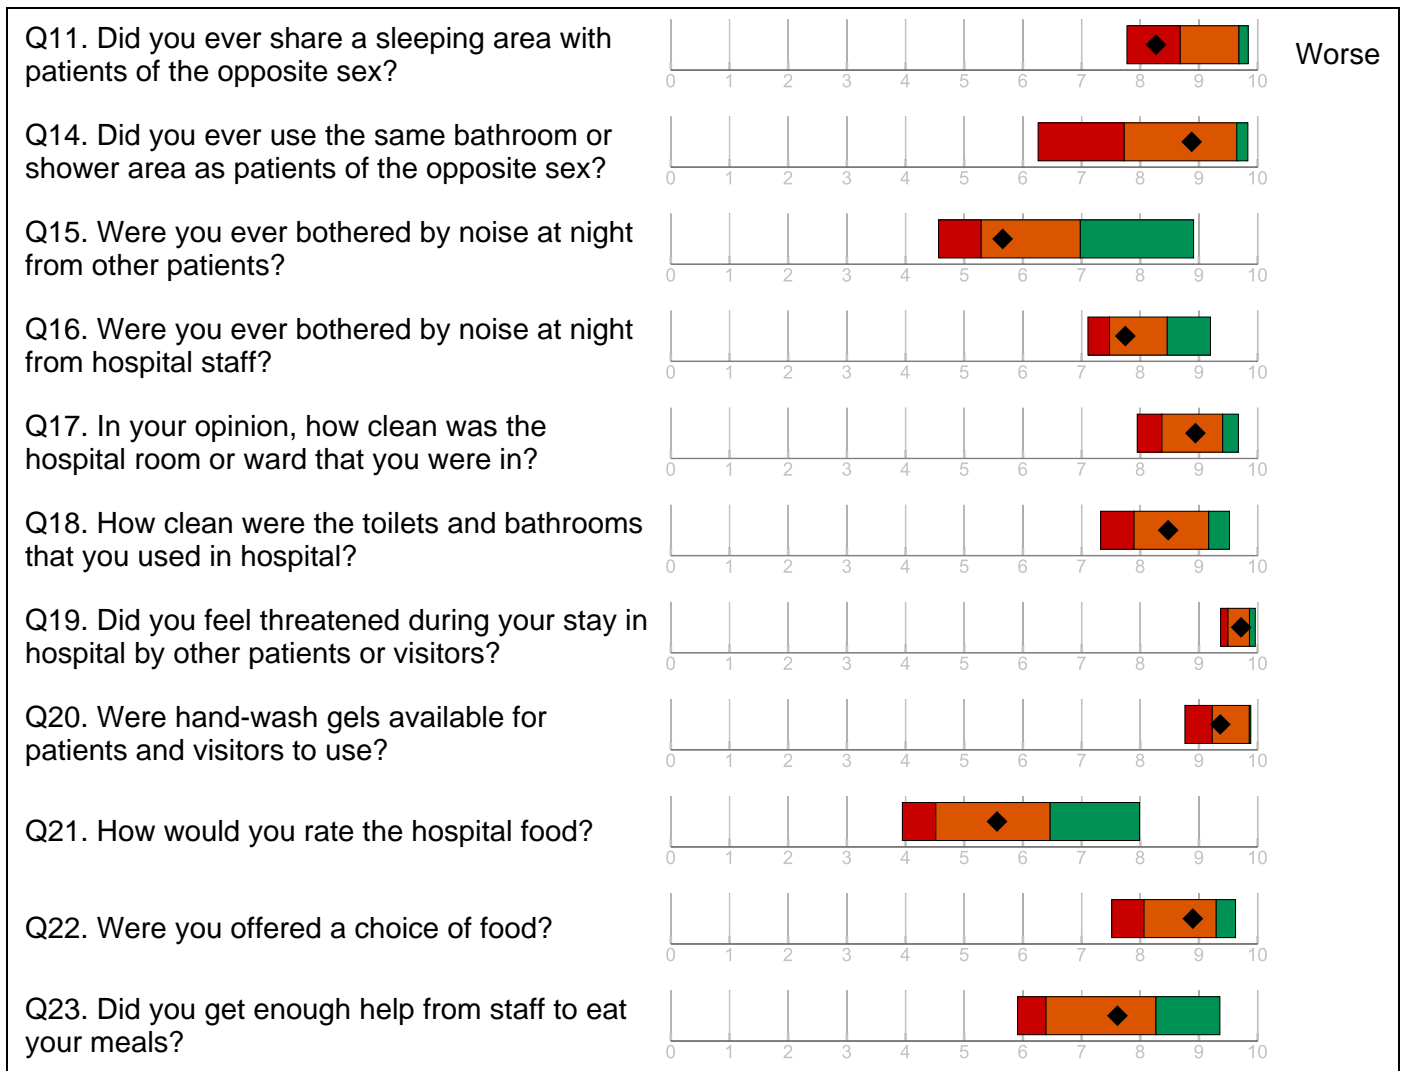 Q11. Did you ever share a sleeping area with
patients of the opposite sex?
Worse
0 1 2 3 4 5 6 7 8 9 10
Q14. Did you ever use the same bathroom or
shower area as patients of the opposite sex?
0 1 2 3 4 5 6 7 8 9 10
Q15. Were you ever bothered by noise at night
from other patients?
0 1 2 3 4 5 6 7 8 9 10
Q16. Were you ever bothered by noise at night
from hospital staff?
0 1 2 3 4 5 6 7 8 9 10
Q17. In your opinion, how clean was the
hospital room or ward that you were in?
0 1 2 3 4 5 6 7 8 9 10
Q18. How clean were the toilets and bathrooms
that you used in hospital?
0 1 2 3 4 5 6 7 8 9 10
Q19. Did you feel threatened during your stay in
hospital by other patients or visitors?
0 1 2 3 4 5 6 7 8 9 10
Q20. Were hand-wash gels available for
patients and visitors to use?
0 1 2 3 4 5 6 7 8 9 10
Q21. How would you rate the hospital food?
0 1 2 3 4 5 6 7 8 9 10
Q22. Were you offered a choice of food?
0 1 2 3 4 5 6 7 8 9 10
Q23. Did you get enough help from staff to eat
your meals?
0 1 2 3 4 5 6 7 8 9 10